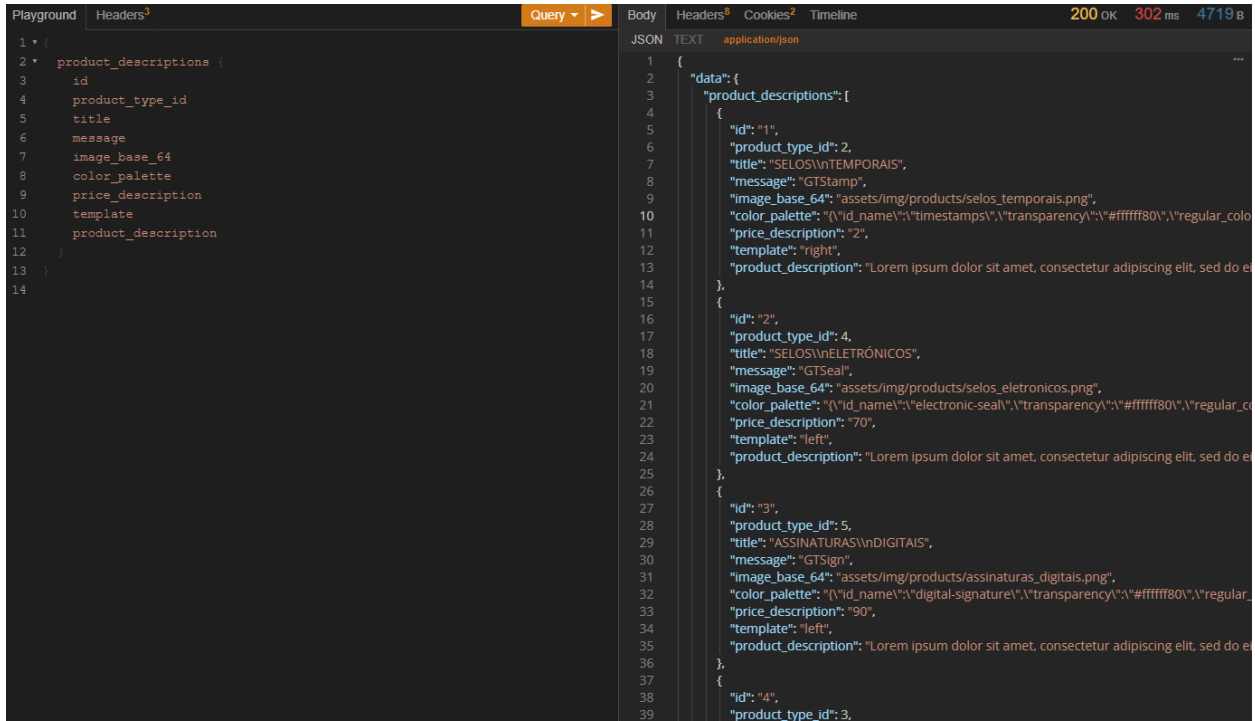 Playground Headers3 Query
1 {
2 product_descriptions {
3 id
4 product_type_id
5 title
6 message
7 image_base_64
8 color_palette
9 price_description
10 template
11 product_description
12 }
13 }
14
Body Headers8 Cookies2 Timeline 200 OK 302 ms 4719 B
JSON TEXT application/json
1 {
2 "data": {
3 "product_descriptions": [
4 {
5 "id": "1",
6 "product_type_id": 2,
7 "title": "SELOS\\nTEMPORAIS",
8 "message": "GTStamp",
9 "image_base_64": "assets/img/products/selos_temporais.png",
10 "color_palette": "{\"id_name\":\"timestamps\",\"transparency\":\"#ffffff80\",\"regular_colo
11 "price_description": "2",
12 "template": "right",
13 "product_description": "Lorem ipsum dolor sit amet, consectetur adipiscing elit, sed do ei
14 },
15 {
16 "id": "2",
17 "product_type_id": 4,
18 "title": "SELOS\\nELETRÓNICOS",
19 "message": "GTSeal",
20 "image_base_64": "assets/img/products/selos_eletronicos.png",
21 "color_palette": "{\"id_name\":\"electronic-seal\",\"transparency\":\"#ffffff80\",\"regular_co
22 "price_description": "70",
23 "template": "left",
24 "product_description": "Lorem ipsum dolor sit amet, consectetur adipiscing elit, sed do ei
25 },
26 {
27 "id": "3",
28 "product_type_id": 5,
29 "title": "ASSINATURAS\\nDIGITAIS",
30 "message": "GTSign",
31 "image_base_64": "assets/img/products/assinaturas_digitais.png",
32 "color_palette": "{\"id_name\":\"digital-signature\",\"transparency\":\"#ffffff80\",\"regular_
33 "price_description": "90",
34 "template": "left",
35 "product_description": "Lorem ipsum dolor sit amet, consectetur adipiscing elit, sed do ei
36 },
37 {
38 "id": "4",
39 "product_type_id": 3,